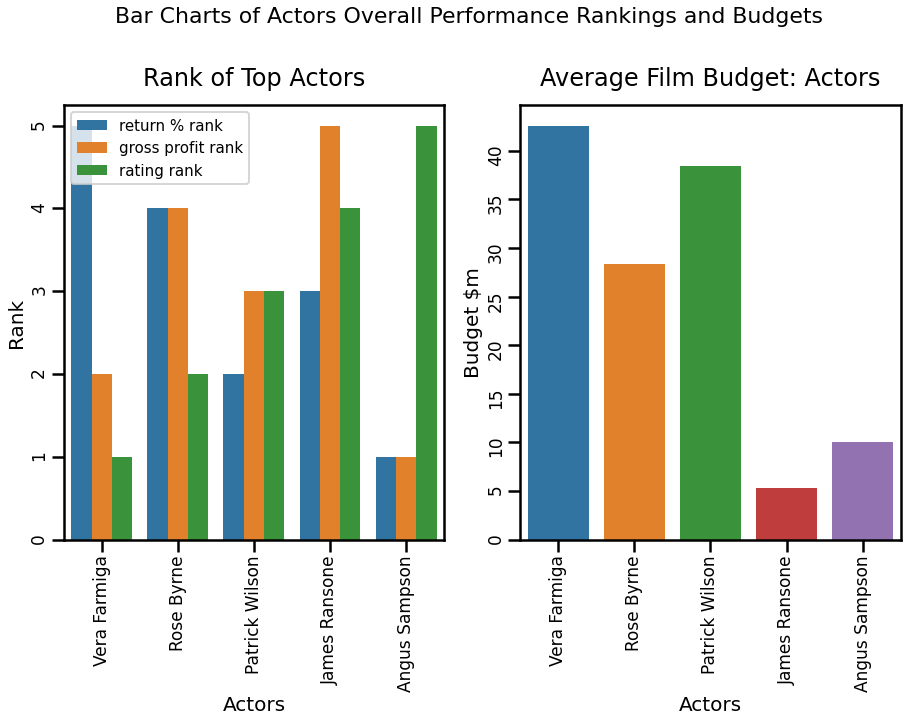 Bar Charts of Actors Overall Performance Rankings and Budgets
Rank of Top Actors
return % rank
gross profit rank
rating rank
Rank
5
4
3
2
1
0
Vera Farmiga
Rose Byrne
Patrick Wilson
James Ransone
Angus Sampson
Actors
Average Film Budget: Actors
Budget $m
40
35
30
25
20
15
10
5
0
Vera Farmiga
Rose Byrne
Patrick Wilson
James Ransone
Angus Sampson
Actors